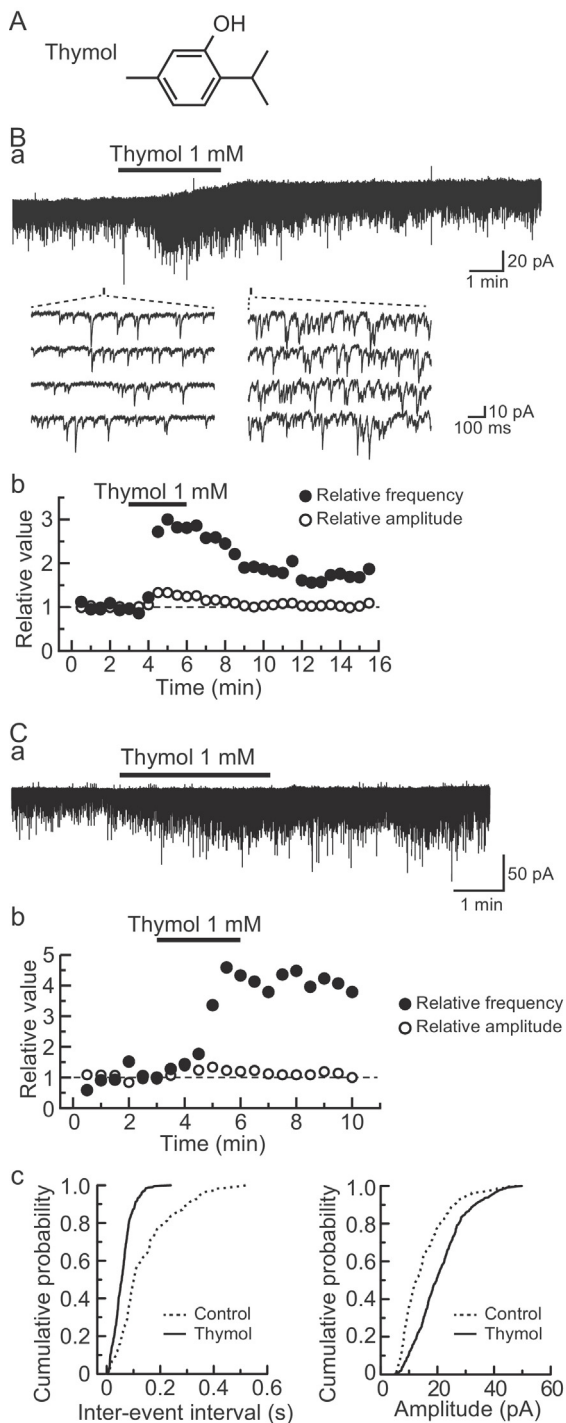 A
OH
Thymol
B
a
Thymol 1 mM
20 pA
1 min
10 pA
100 ms
b
Thymol 1 mM
Relative frequency
Relative amplitude
Relative value
3
2
1
0
0 2 4 6 8 10 12 14 16
Time (min)
C
a
Thymol 1 mM
50 pA
1 min
b
Thymol 1 mM
Relative value
5
4
3
2
1
0
Relative frequency
Relative amplitude
0 2 4 6 8 10
Time (min)
c
Cumulative probability
1.0
0.8
0.6
0.4
0.2
0
Control
Thymol
0 0.2 0.4 0.6
Inter-event interval (s)
Cumulative probability
1.0
0.8
0.6
0.4
0.2
0
Control
Thymol
0 20 40 60
Amplitude (pA)